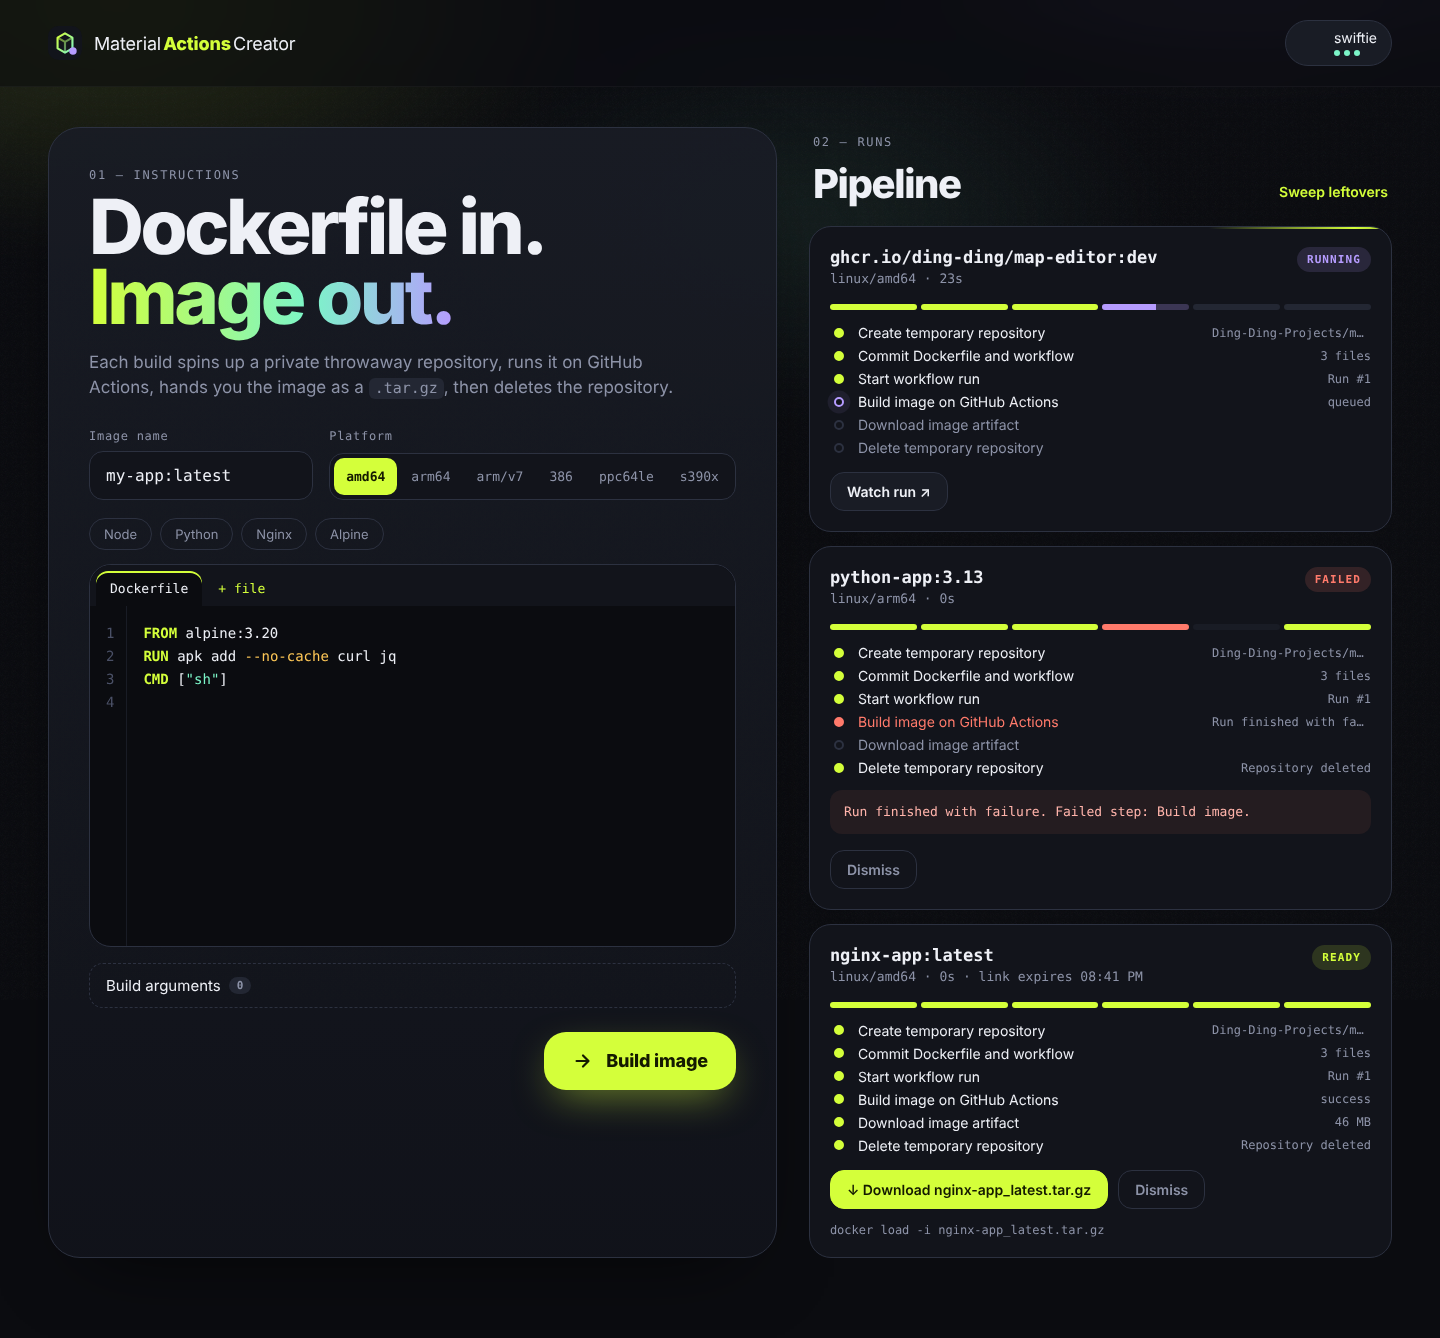 Material Actions Creator
swiftie
01 — INSTRUCTIONS
Dockerfile in.
Image out.
Each build spins up a private throwaway repository, runs it on GitHub
Actions, hands you the image as a .tar.gz, then deletes the repository.
Image name
my-app:latest
Platform
amd64 arm64 arm/v7 386 ppc64le s390x
Node Python Nginx Alpine
Dockerfile + file
1 FROM alpine:3.20
2 RUN apk add --no-cache curl jq
3 CMD ["sh"]
4
Build arguments 0
→ Build image
02 — RUNS
Pipeline
Sweep leftovers
ghcr.io/ding-ding/map-editor:dev RUNNING
linux/amd64 · 23s
Create temporary repository Ding-Ding-Projects/m…
Commit Dockerfile and workflow 3 files
Start workflow run Run #1
Build image on GitHub Actions queued
Download image artifact
Delete temporary repository
Watch run ↗
python-app:3.13 FAILED
linux/arm64 · 0s
Create temporary repository Ding-Ding-Projects/m…
Commit Dockerfile and workflow 3 files
Start workflow run Run #1
Build image on GitHub Actions Run finished with fa…
Download image artifact
Delete temporary repository Repository deleted
Run finished with failure. Failed step: Build image.
Dismiss
nginx-app:latest READY
linux/amd64 · 0s · link expires 08:41 PM
Create temporary repository Ding-Ding-Projects/m…
Commit Dockerfile and workflow 3 files
Start workflow run Run #1
Build image on GitHub Actions success
Download image artifact 46 MB
Delete temporary repository Repository deleted
↓ Download nginx-app_latest.tar.gz Dismiss
docker load -i nginx-app_latest.tar.gz